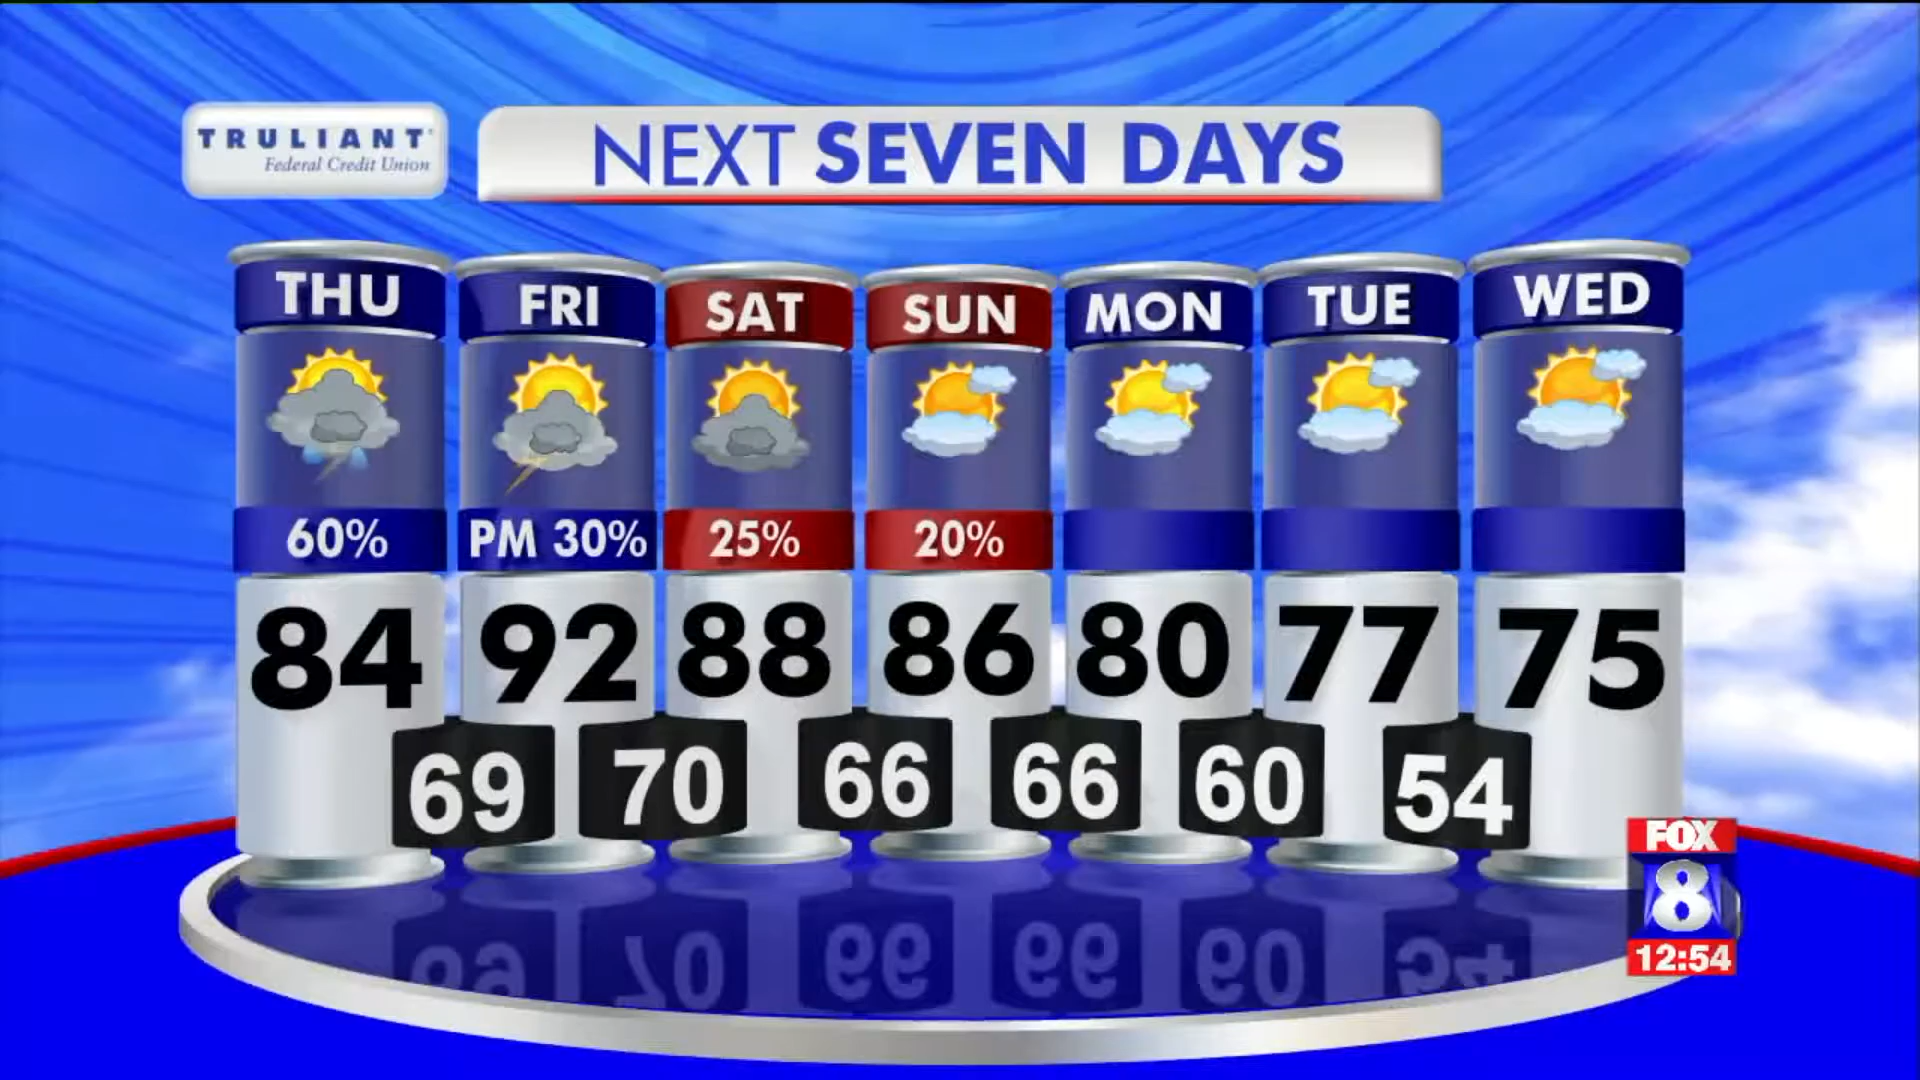 TRULIANT
Federal Credit Union
NEXT SEVEN DAYS
THU FRI SAT SUN MON TUE WED
60% PM 30% 25% 20%
84 92 88 86 80 77 75
69 70 66 66 60 54
FOX
8
12:54